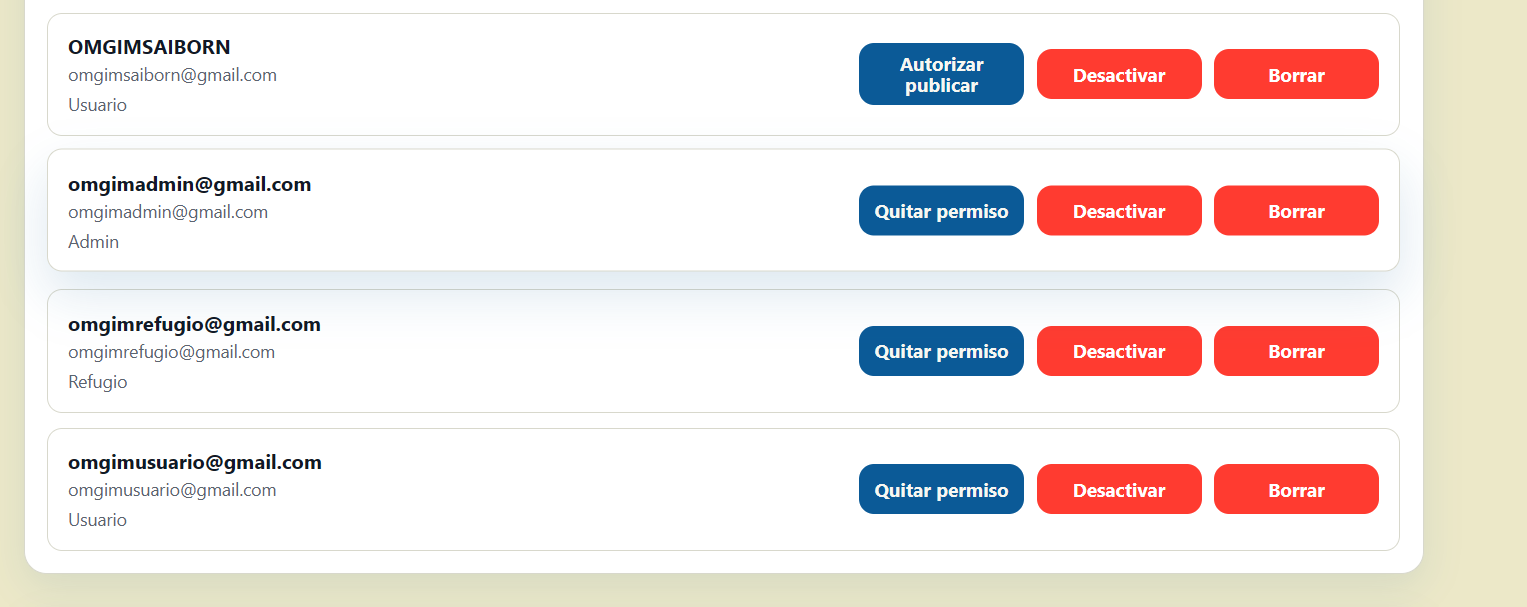 OMGIMSAIBORN
omgimsaiborn@gmail.com
Usuario
Autorizar
publicar
Desactivar
Borrar
omgimadmin@gmail.com
omgimadmin@gmail.com
Admin
Quitar permiso
Desactivar
Borrar
omgimrefugio@gmail.com
omgimrefugio@gmail.com
Refugio
Quitar permiso
Desactivar
Borrar
omgimusuario@gmail.com
omgimusuario@gmail.com
Usuario
Quitar permiso
Desactivar
Borrar